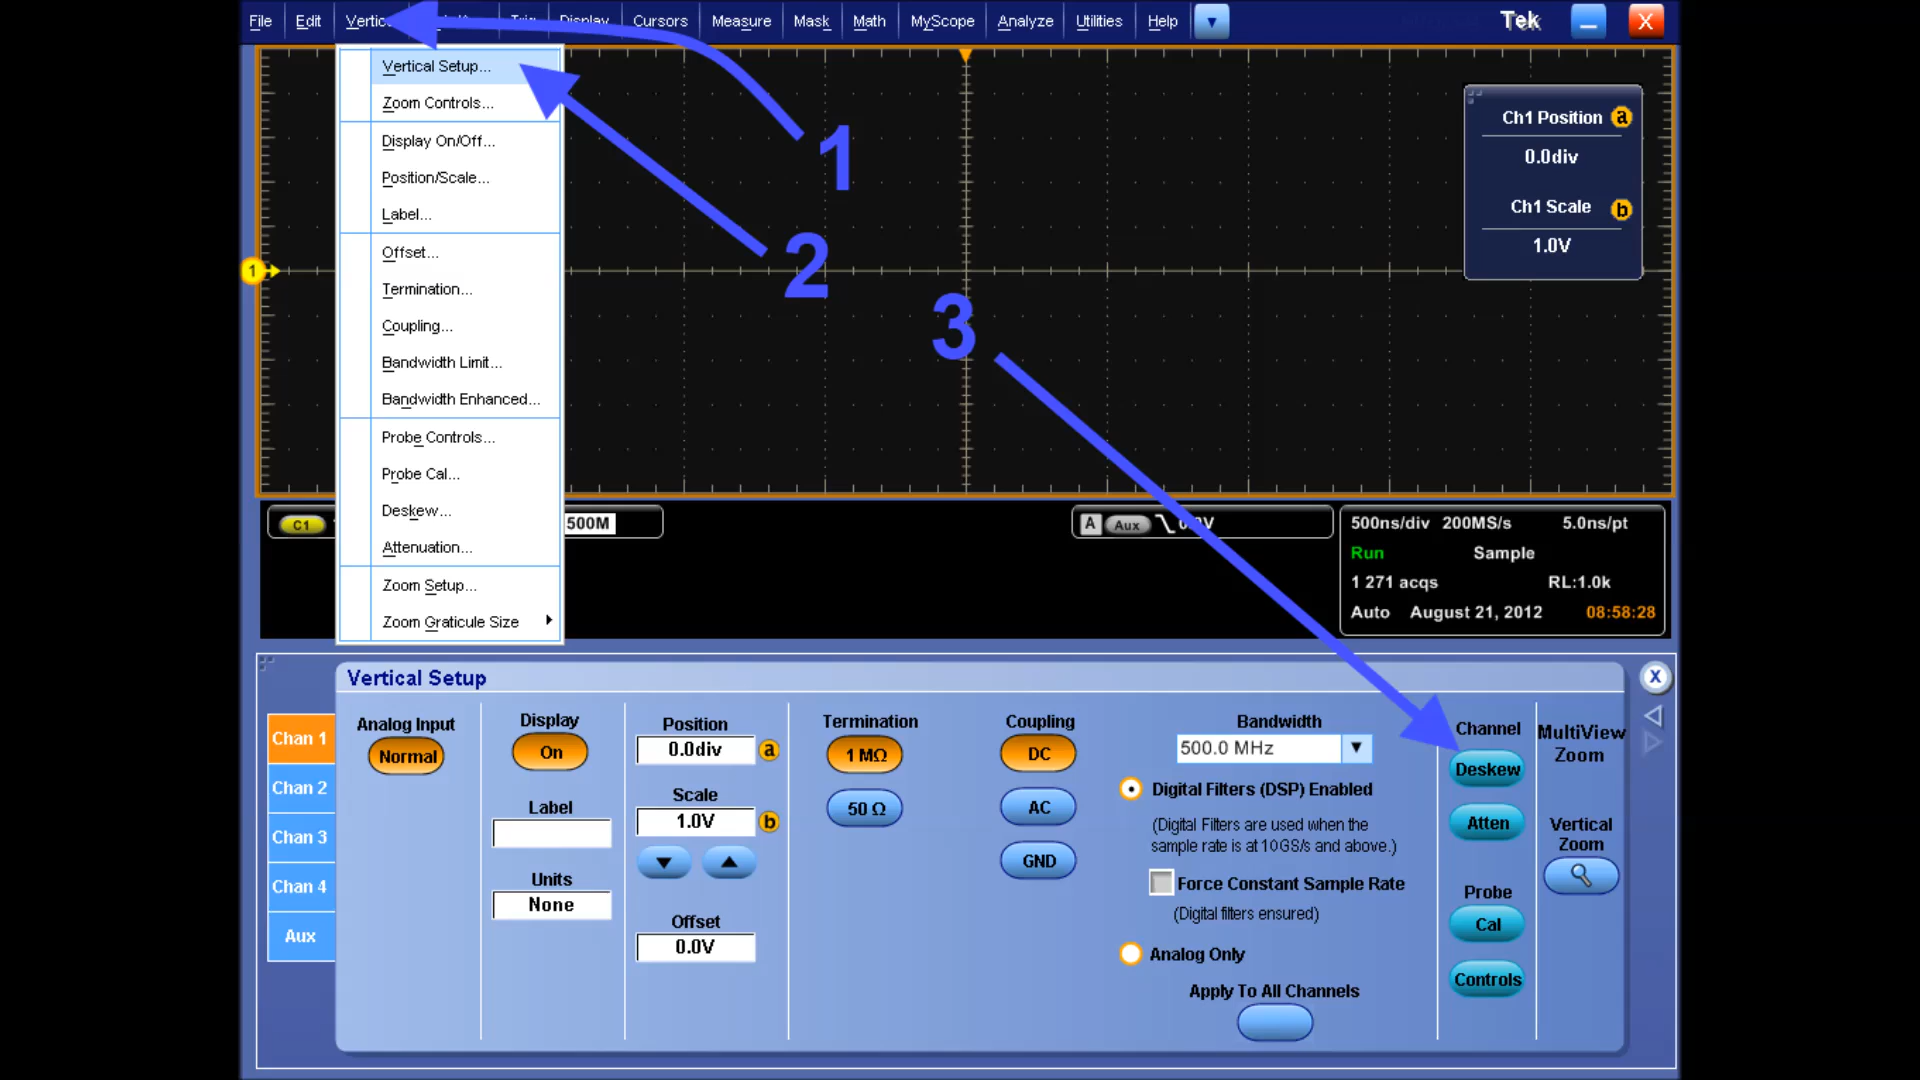 File Edit Vertic Display Cursors Measure Mask Math MyScope Analyze Utilities Help Tek X
Vertical Setup...
Zoom Controls...
Display On/Off...
Position/Scale...
Label...
Offset...
Termination...
Coupling...
Bandwidth Limit...
Bandwidth Enhanced...
Probe Controls...
Probe Cal...
Deskew...
Attenuation...
Zoom Setup...
Zoom Graticule Size
1
2
3
1
Ch1 Position a
0.0div
Ch1 Scale b
1.0V
C1 500M
A Aux
500ns/div 200MS/s 5.0ns/pt
Run Sample
1 271 acqs RL:1.0k
Auto August 21, 2012 08:58:28
Vertical Setup X
Chan 1
Chan 2
Chan 3
Chan 4
Aux
Analog Input
Normal
Display
On
Label
Units
None
Position
0.0div a
Scale
1.0V b
Offset
0.0V
Termination
1 MΩ
50 Ω
Coupling
DC
AC
GND
Bandwidth
500.0 MHz
Digital Filters (DSP) Enabled
(Digital Filters are used when the
sample rate is at 10GS/s and above.)
Force Constant Sample Rate
(Digital filters ensured)
Analog Only
Apply To All Channels
Channel
Deskew
Atten
Probe
Cal
Controls
MultiView
Zoom
Vertical
Zoom